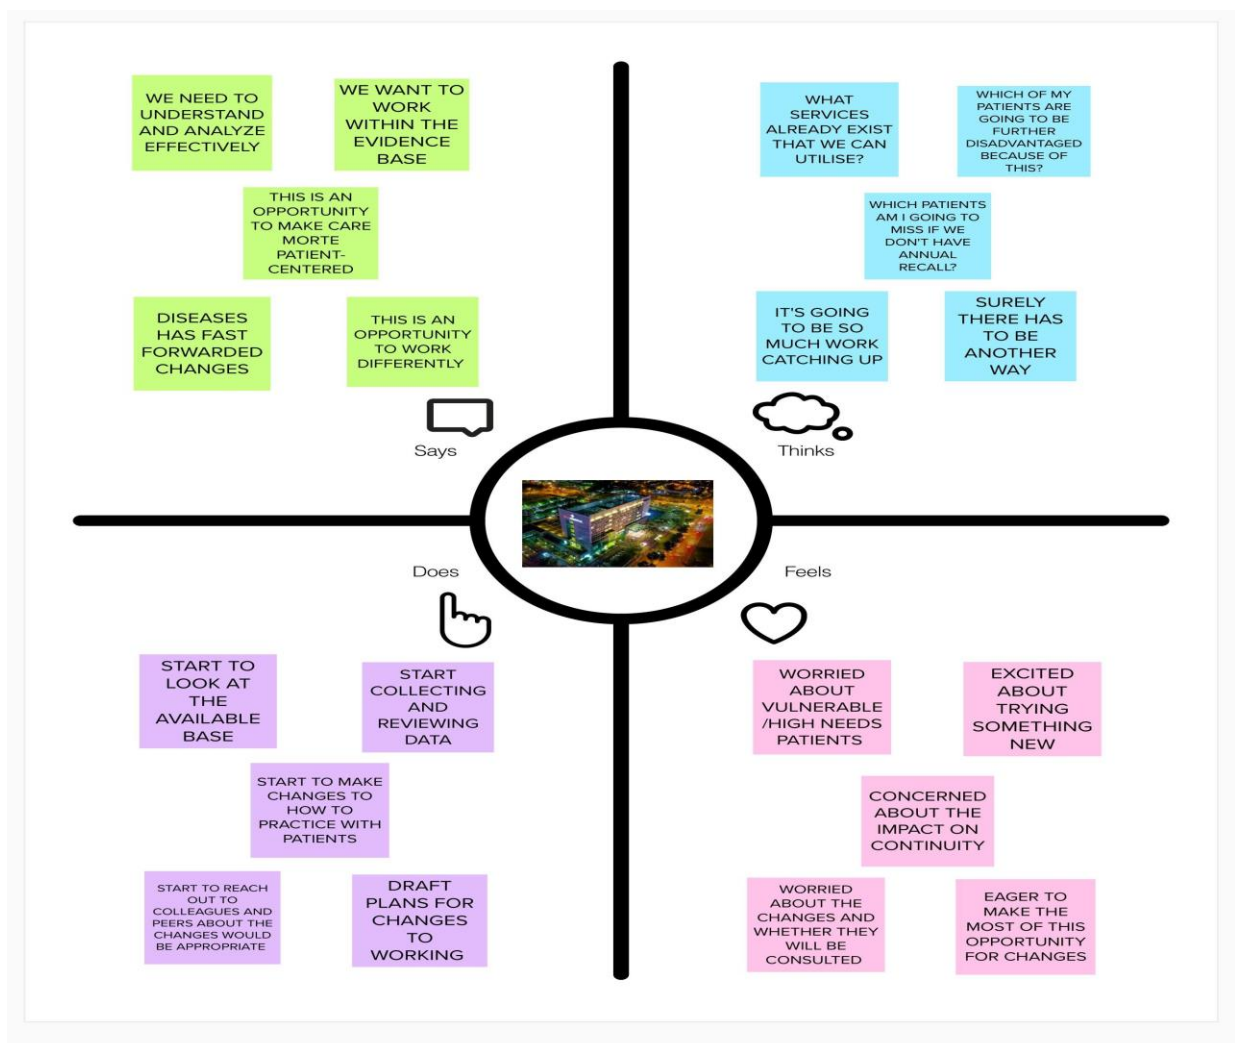 WE NEED TO
UNDERSTAND
AND ANALYZE
EFFECTIVELY
WE WANT TO
WORK
WITHIN THE
EVIDENCE
BASE
THIS IS AN
OPPORTUNITY
TO MAKE CARE
MORTE
PATIENT-
CENTERED
DISEASES
HAS FAST
FORWARDED
CHANGES
THIS IS AN
OPPORTUNITY
TO WORK
DIFFERENTLY
Says
WHAT
SERVICES
ALREADY EXIST
THAT WE CAN
UTILISE?
WHICH OF MY
PATIENTS ARE
GOING TO BE
FURTHER
DISADVANTAGED
BECAUSE OF
THIS?
WHICH PATIENTS
AM I GOING TO
MISS IF WE
DON'T HAVE
ANNUAL
RECALL?
IT'S GOING
TO BE SO
MUCH WORK
CATCHING UP
SURELY
THERE HAS
TO BE
ANOTHER
WAY
Thinks
Does
START TO
LOOK AT
THE
AVAILABLE
BASE
START
COLLECTING
AND
REVIEWING
DATA
START TO MAKE
CHANGES TO
HOW TO
PRACTICE WITH
PATIENTS
START TO REACH
OUT TO
COLLEAGUES AND
PEERS ABOUT THE
CHANGES WOULD
BE APPROPRIATE
DRAFT
PLANS FOR
CHANGES
TO
WORKING
Feels
WORRIED
ABOUT
VULNERABLE
/HIGH NEEDS
PATIENTS
EXCITED
ABOUT
TRYING
SOMETHING
NEW
CONCERNED
ABOUT THE
IMPACT ON
CONTINUITY
WORRIED
ABOUT THE
CHANGES AND
WHETHER THEY
WILL BE
CONSULTED
EAGER TO
MAKE THE
MOST OF THIS
OPPORTUNITY
FOR CHANGES